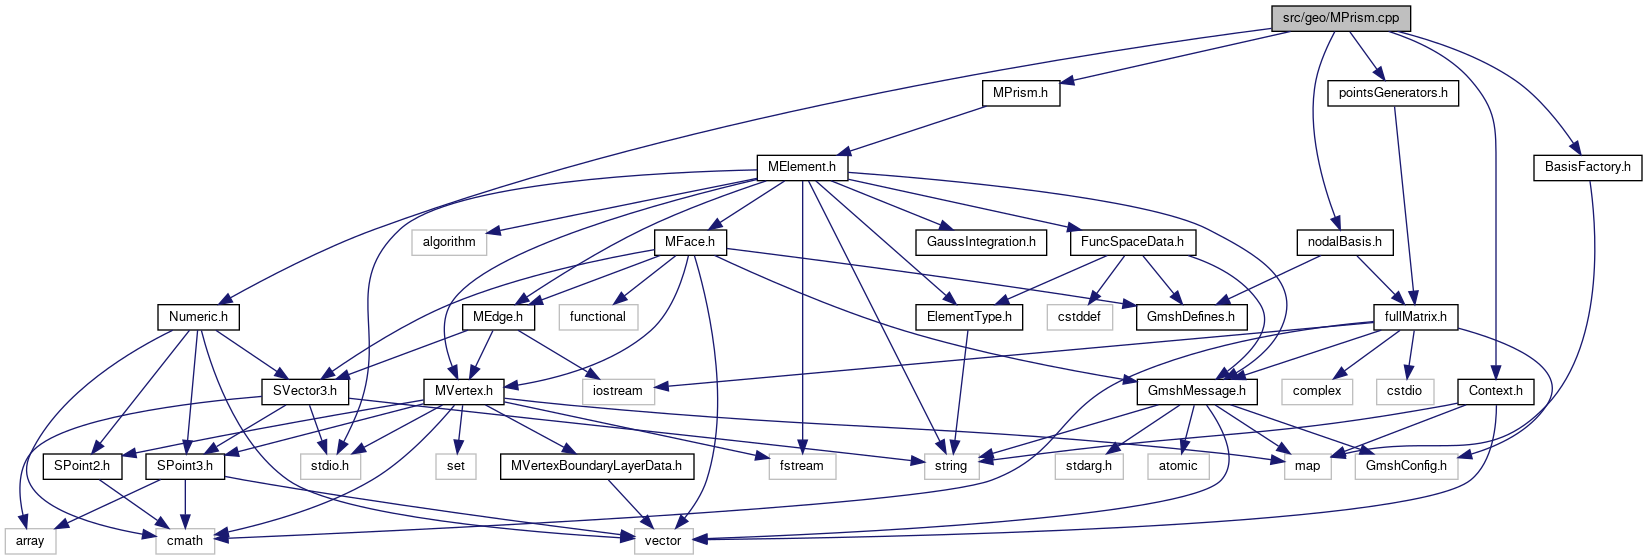 src/geo/MPrism.cpp
MPrism.h
pointsGenerators.h
MElement.h
BasisFactory.h
algorithm
MFace.h
GaussIntegration.h
FuncSpaceData.h
nodalBasis.h
Numeric.h
MEdge.h
functional
ElementType.h
cstddef
GmshDefines.h
fullMatrix.h
SVector3.h
MVertex.h
iostream
GmshMessage.h
complex
cstdio
Context.h
SPoint2.h
SPoint3.h
stdio.h
set
MVertexBoundaryLayerData.h
fstream
string
stdarg.h
atomic
map
GmshConfig.h
array
cmath
vector